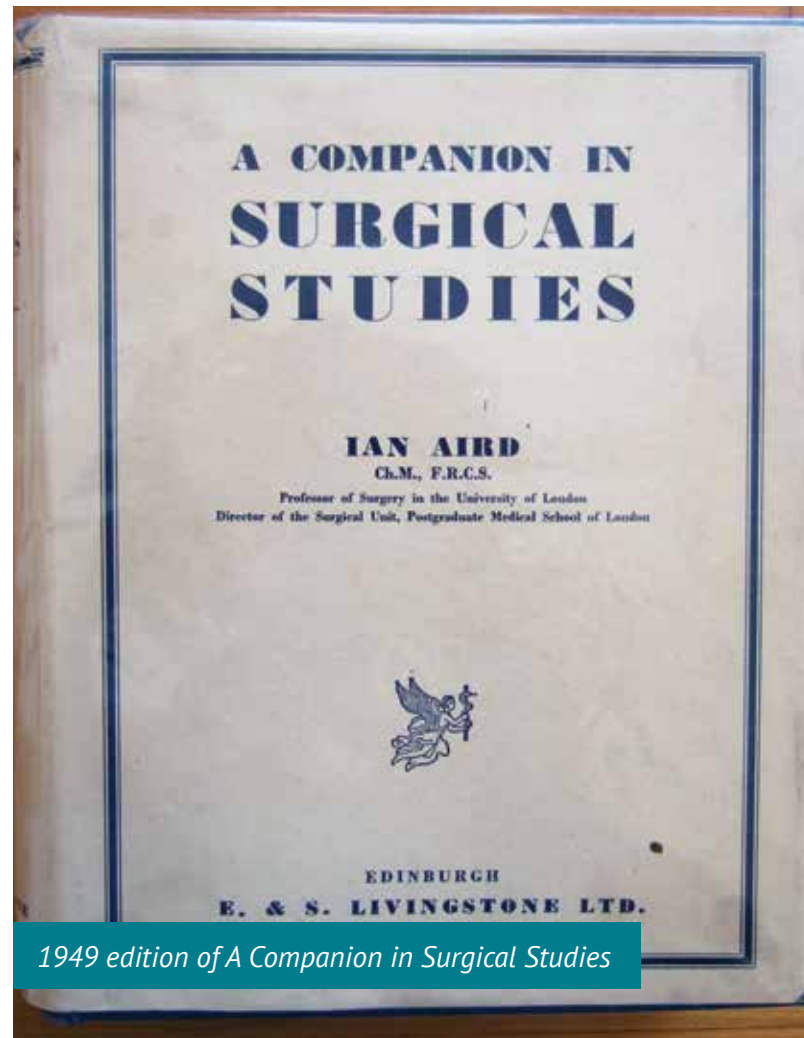 A COMPANION IN
SURGICAL
STUDIES
IAN AIRD
Ch.M., F.R.C.S.
Professor of Surgery in the University of London
Director of the Surgical Unit, Postgraduate Medical School of London
EDINBURGH
E. & S. LIVINGSTONE LTD.
1949 edition of A Companion in Surgical Studies